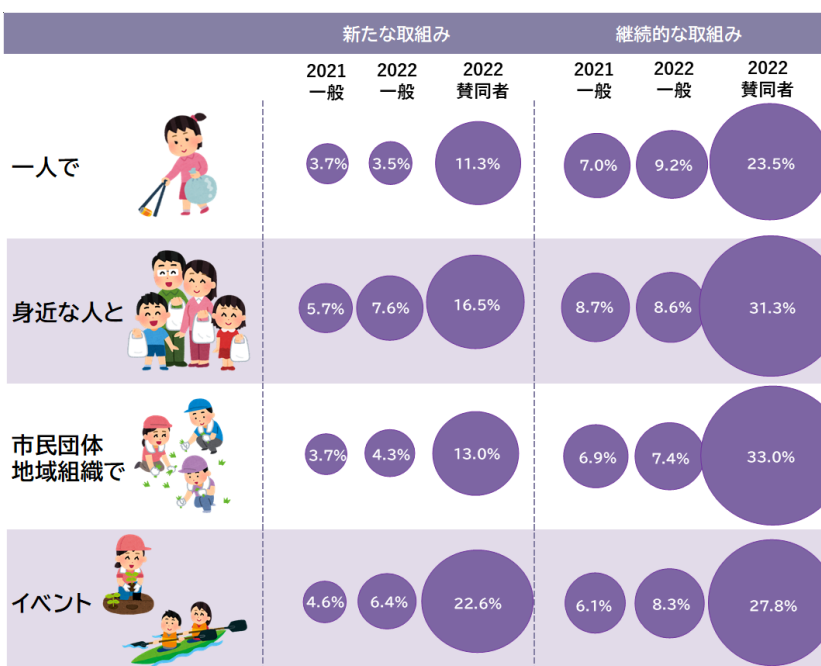 新たな取組み 継続的な取組み
2021 2022 2022 2021 2022 2022
一般 一般 賛同者 一般 一般 賛同者
一人で 3.7% 3.5% 11.3% 7.0% 9.2% 23.5%
身近な人と 5.7% 7.6% 16.5% 8.7% 8.6% 31.3%
市民団体
地域組織で 3.7% 4.3% 13.0% 6.9% 7.4% 33.0%
イベント 4.6% 6.4% 22.6% 6.1% 8.3% 27.8%